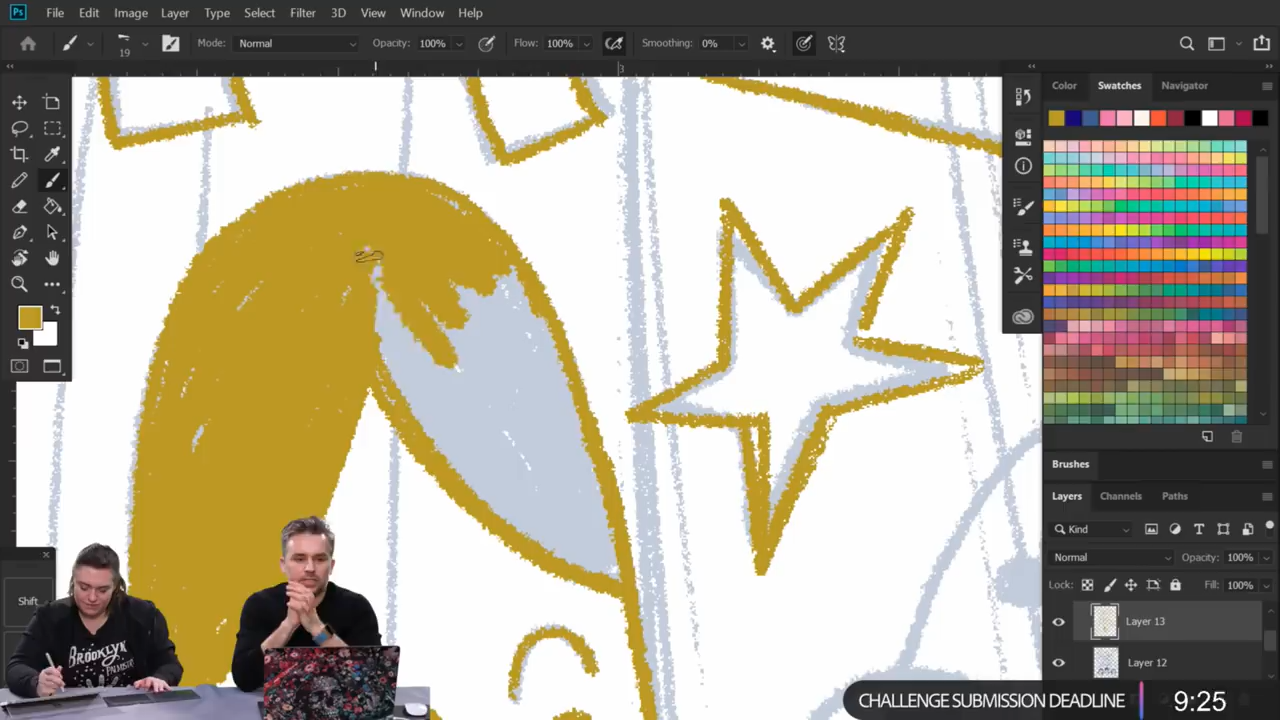 Ps File Edit Image Layer Type Select Filter 3D View Window Help
19 Mode: Normal Opacity: 100% Flow: 100% Smoothing: 0%
3
Color Swatches Navigator
Brushes
Layers Channels Paths
Kind
Normal Opacity: 100%
Lock: Fill: 100%
Layer 13
Layer 12
Shift
BROOKLYN
CHALLENGE SUBMISSION DEADLINE 9:25